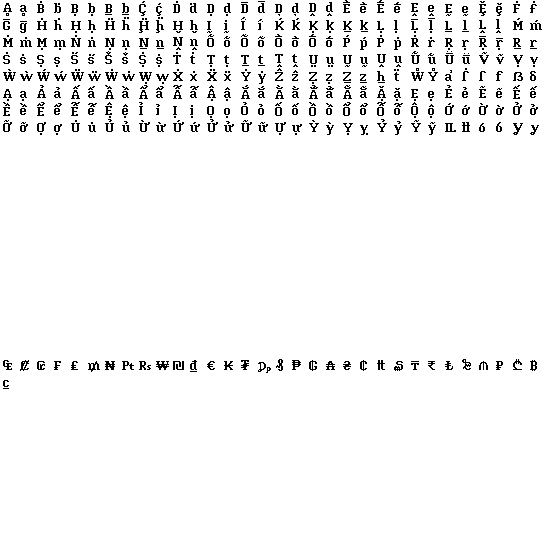 Ḁ ḁ Ḃ ḃ Ḅ ḅ Ḇ ḇ Ḉ ḉ Ḋ ḋ Ḍ ḍ Ḏ ḏ Ḑ ḑ Ḓ ḓ Ḕ ḕ Ḗ ḗ Ḙ ḙ Ḛ ḛ Ḝ ḝ Ḟ ḟ
Ḡ ḡ Ḣ ḣ Ḥ ḥ Ḧ ḧ Ḩ ḩ Ḫ ḫ Ḭ ḭ Ḯ ḯ Ḱ ḱ Ḳ ḳ Ḵ ḵ Ḷ ḷ Ḹ ḹ Ḻ ḻ Ḽ ḽ Ḿ ḿ
Ṁ ṁ Ṃ ṃ Ṅ ṅ Ṇ ṇ Ṉ ṉ Ṋ ṋ Ṍ ṍ Ṏ ṏ Ṑ ṑ Ṓ ṓ Ṕ ṕ Ṗ ṗ Ṙ ṙ Ṛ ṛ Ṝ ṝ Ṟ ṟ
Ṡ ṡ Ṣ ṣ Ṥ ṥ Ṧ ṧ Ṩ ṩ Ṫ ṫ Ṭ ṭ Ṯ ṯ Ṱ ṱ Ṳ ṳ Ṵ ṵ Ṷ ṷ Ṹ ṹ Ṻ ṻ Ṽ ṽ Ṿ ṿ
Ẁ ẁ Ẃ ẃ Ẅ ẅ Ẇ ẇ Ẉ ẉ Ẋ ẋ Ẍ ẍ Ẏ ẏ Ẑ ẑ Ẓ ẓ Ẕ ẕ ẖ ẗ ẘ ẙ ẚ ẛ ẜ ẝ ẞ ẟ
Ạ ạ Ả ả Ấ ấ Ầ ầ Ẩ ẩ Ẫ ẫ Ậ ậ Ắ ắ Ằ ằ Ẳ ẳ Ẵ ẵ Ặ ặ Ẹ ẹ Ẻ ẻ Ẽ ẽ Ế ế
Ề ề Ể ể Ễ ễ Ệ ệ Ỉ ỉ Ị ị Ọ ọ Ỏ ỏ Ố ố Ồ ồ Ổ ổ Ỗ ỗ Ộ ộ Ớ ớ Ờ ờ Ở ở
Ỡ ỡ Ợ ợ Ụ ụ Ủ ủ Ứ ứ Ừ ừ Ử ử Ữ ữ Ự ự Ỳ ỳ Ỵ ỵ Ỷ ỷ Ỹ ỹ Ỻ ỻ Ỽ ỽ Ỿ ỿ
₠ ₡ ₢ ₣ ₤ ₥ ₦ ₧ ₨ ₩ ₪ ₫ € ₭ ₮ ₯ ₰ ₱ ₲ ₳ ₴ ₵ ₶ ₷ ₸ ₹ ₺ ₻ ₼ ₽ ₾ ₿
⃀